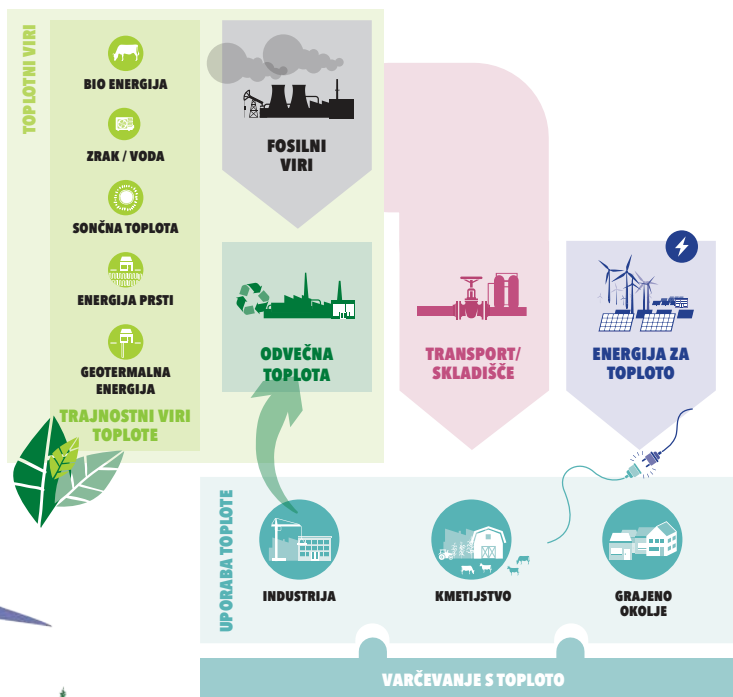 TOPLOTNI VIRI
BIO ENERGIJA
ZRAK / VODA
SONČNA TOPLOTA
ENERGIJA PRSTI
GEOTERMALNA
ENERGIJA
TRAJNOSTNI VIRI
TOPLOTE
FOSILNI
VIRI
ODVEČNA
TOPLOTA
TRANSPORT/
SKLADIŠČE
ENERGIJA ZA
TOPLOTO
UPORABA TOPLOTE
INDUSTRIJA
KMETIJSTVO
GRAJENO
OKOLJE
VARČEVANJE S TOPLOTO